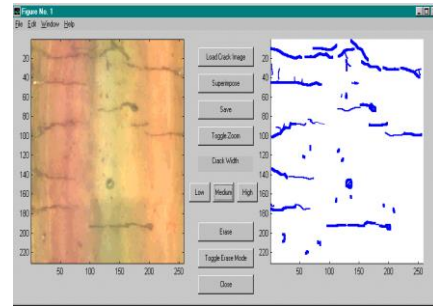 Figure No. 1
File Edit Window Help
Load Crack Image
Superimpose
Save
Toggle Zoom
Crack Width
Low Medium High
Erase
Toggle Erase Mode
Close
20
40
60
80
100
120
140
160
180
200
220
50 100 150 200 250
20
40
60
80
100
120
140
160
180
200
220
50 100 150 200 250